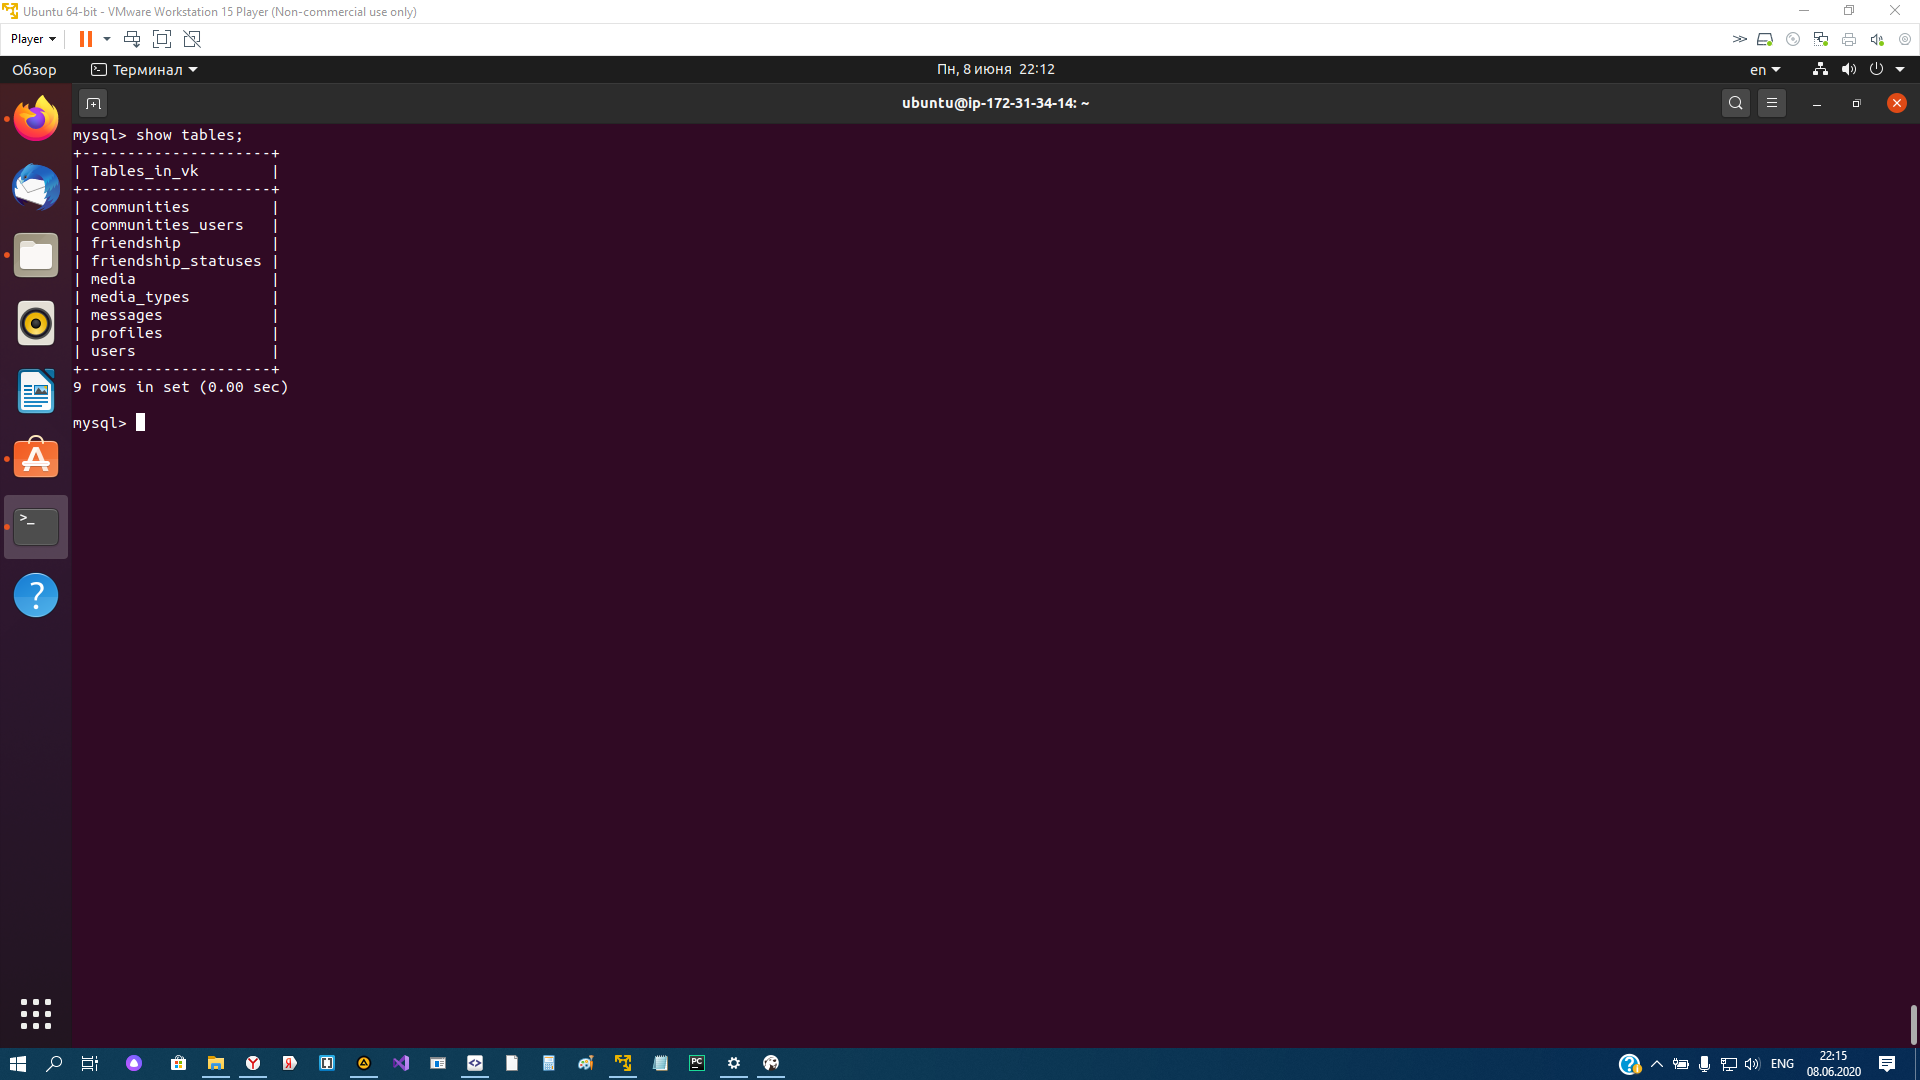 Ubuntu 64-bit - VMware Workstation 15 Player (Non-commercial use only)
Player
Обзор
Терминал
Пн, 8 июня 22:12
en
ubuntu@ip-172-31-34-14: ~
mysql> show tables;
+---------------------+
| Tables_in_vk        |
+---------------------+
| communities         |
| communities_users   |
| friendship          |
| friendship_statuses |
| media               |
| media_types         |
| messages            |
| profiles            |
| users               |
+---------------------+
9 rows in set (0.00 sec)
mysql>
ENG
22:15
08.06.2020